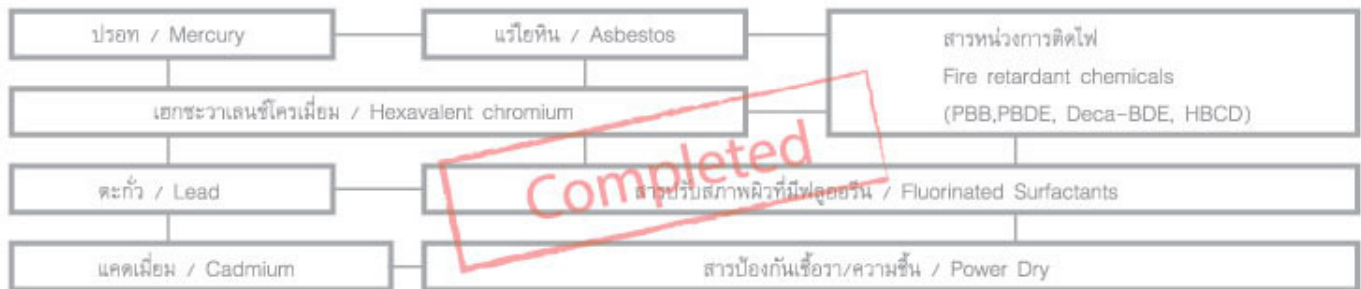 ปรอท / Mercury
แร่ใยหิน / Asbestos
สารหน่วงการติดไฟ
Fire retardant chemicals
(PBB,PBDE, Deca-BDE, HBCD)
เฮกซะวาเลนซ์โครเมี่ยม / Hexavalent chromium
Completed
ตะกั่ว / Lead
สารปรับสภาพผิวที่มีฟลูออรีน / Fluorinated Surfactants
แคดเมี่ยม / Cadmium
สารป้องกันเชื้อรา/ความชื้น / Power Dry